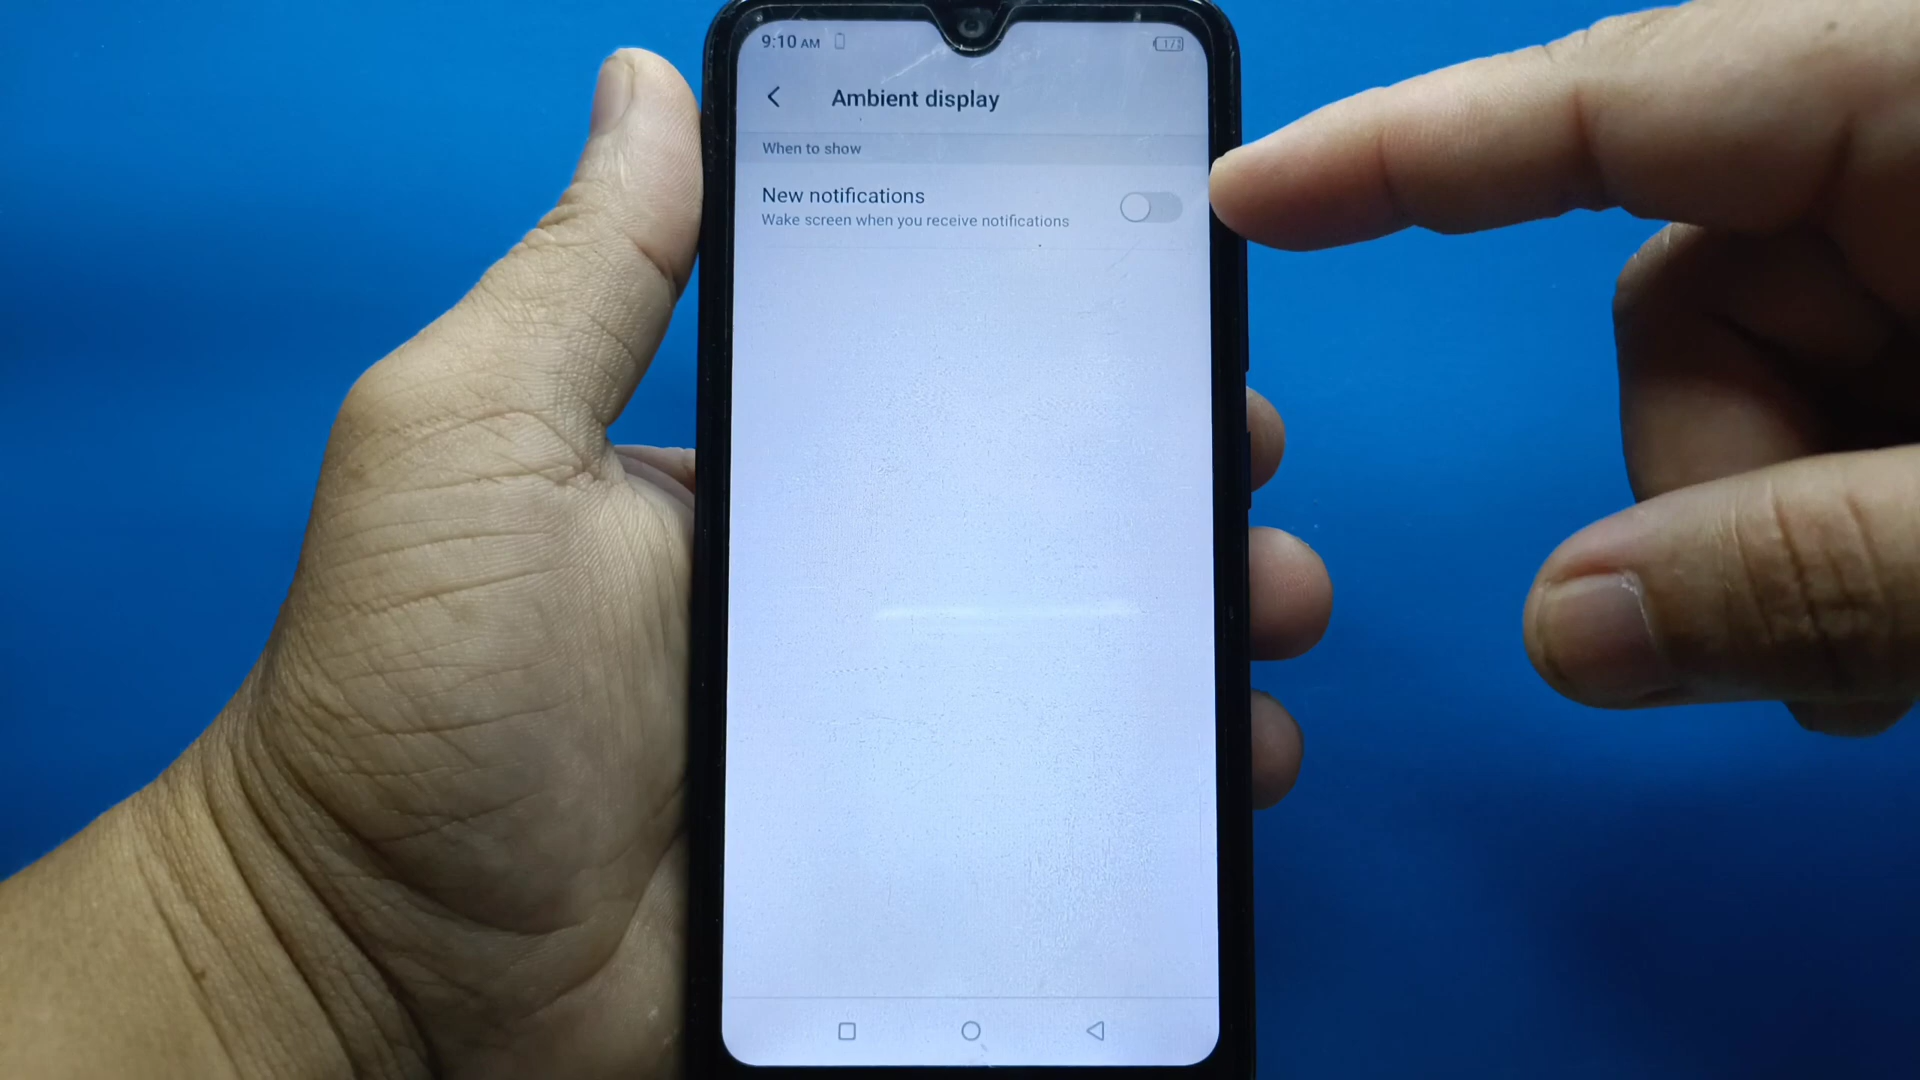 9:10 AM
Ambient display
When to show
New notifications
Wake screen when you receive notifications